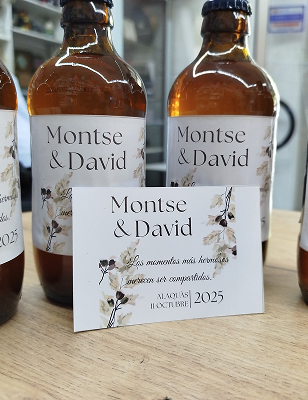 Montse
& David
Montse
& David
Montse
& David
Los momentos más hermosos
merecen ser compartidos.
ALAQUÀS
11 OCTUBRE
2025
2025